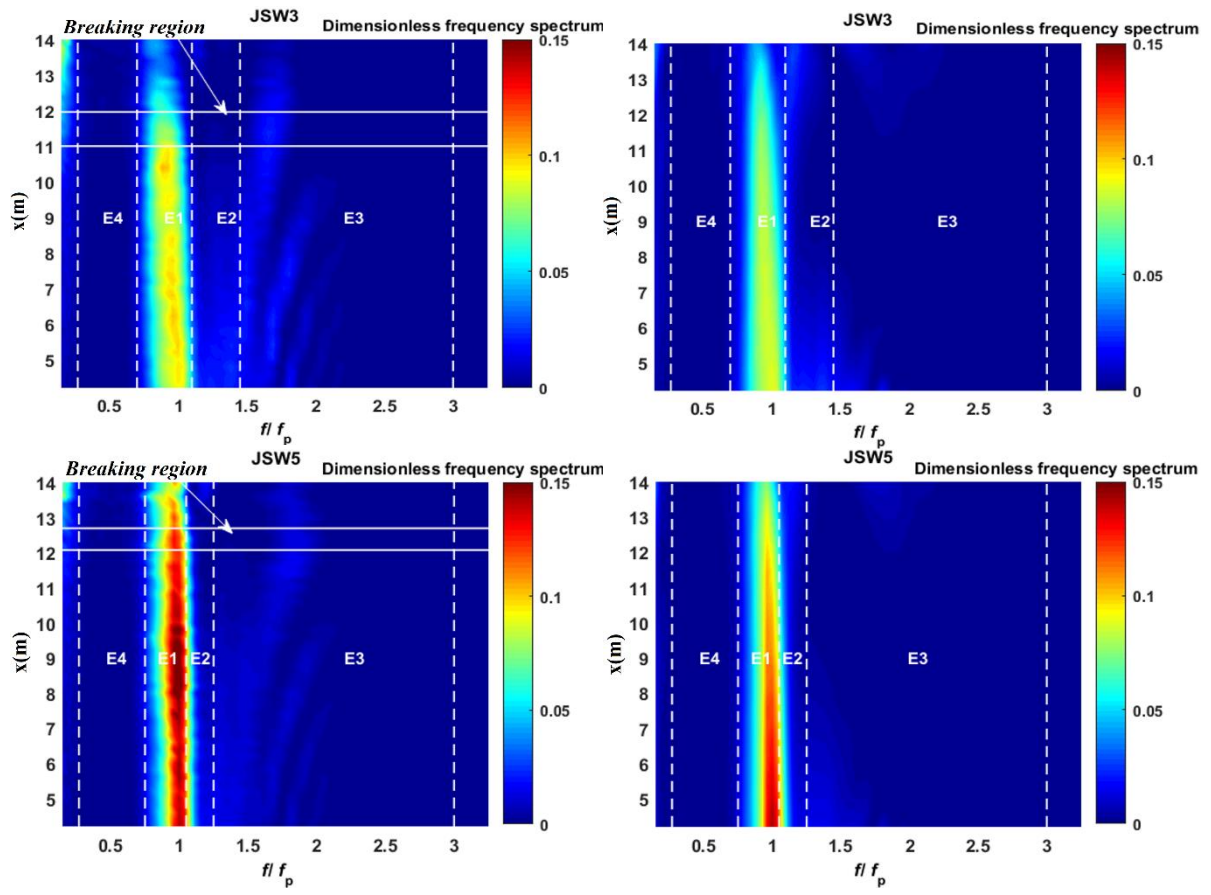 JSW3
Breaking region
Dimensionless frequency spectrum
14
13
12
11
10
9
8
7
6
5
x(m)
E4
E1
E2
E3
0.15
0.1
0.05
0
0.5
1
1.5
2
2.5
3
f/ fp
JSW3
Dimensionless frequency spectrum
14
13
12
11
10
9
8
7
6
5
x(m)
E4
E1
E2
E3
0.15
0.1
0.05
0
0.5
1
1.5
2
2.5
3
f/ fp
Breaking region
JSW5
Dimensionless frequency spectrum
14
13
12
11
10
9
8
7
6
5
x(m)
E4
E1
E2
E3
0.15
0.1
0.05
0
0.5
1
1.5
2
2.5
3
f/ fp
JSW5
Dimensionless frequency spectrum
14
13
12
11
10
9
8
7
6
5
x(m)
E4
E1
E2
E3
0.15
0.1
0.05
0
0.5
1
1.5
2
2.5
3
f/ fp